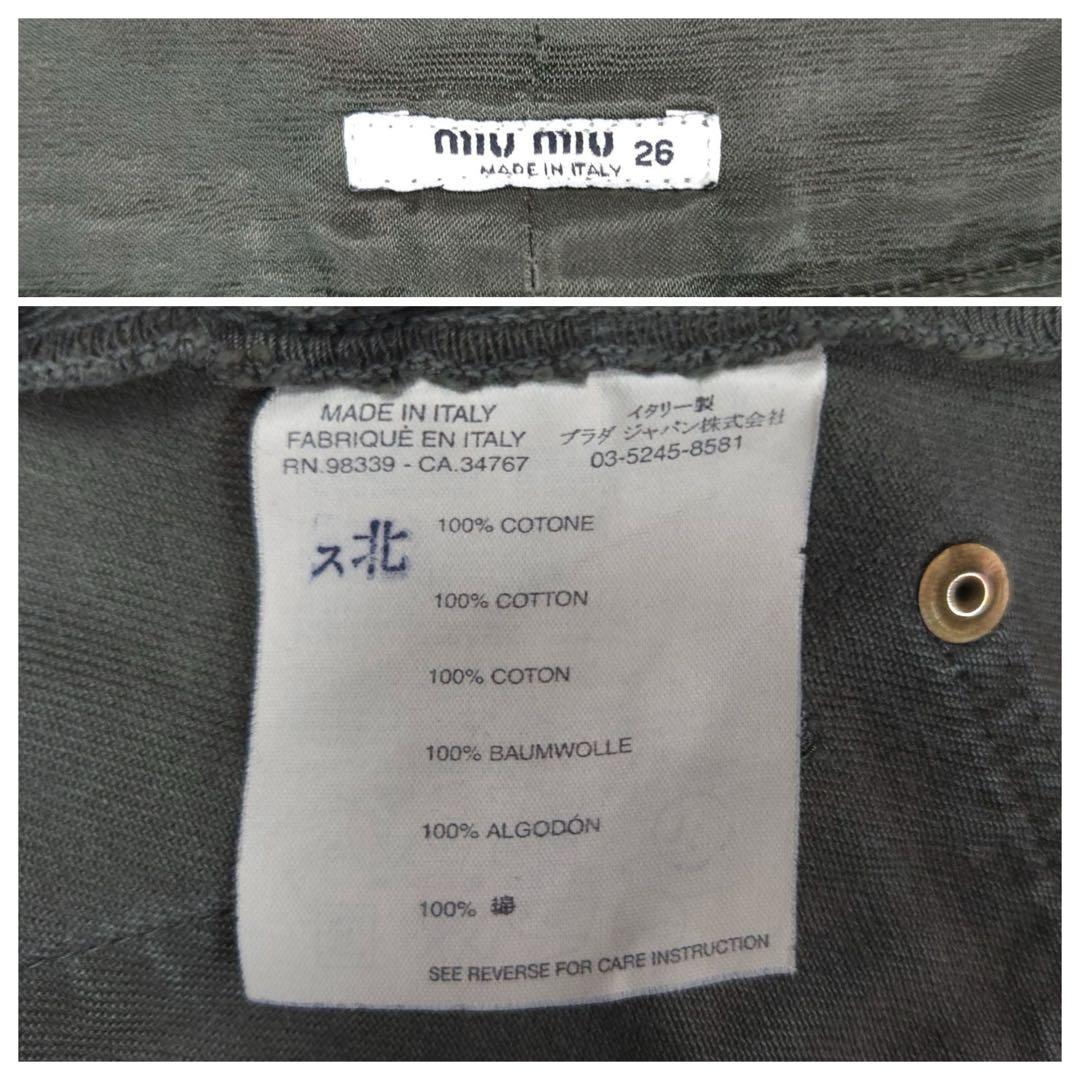 miu miu 26
MADE IN ITALY
MADE IN ITALY
FABRIQUÈ EN ITALY
RN.98339 - CA.34767
イタリー製
プラダ ジャパン株式会社
03-5245-8581
ス北
100% COTONE
100% COTTON
100% COTON
100% BAUMWOLLE
100% ALGODÓN
100% 綿
SEE REVERSE FOR CARE INSTRUCTION